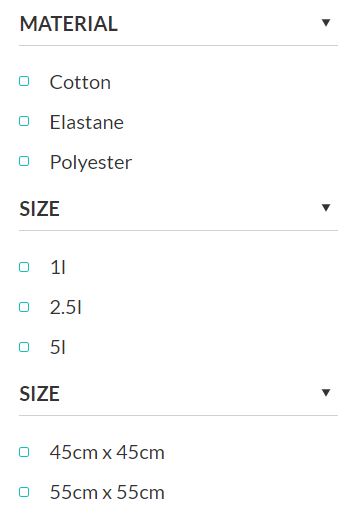 MATERIAL
Cotton
Elastane
Polyester
SIZE
1l
2.5l
5l
SIZE
45cm x 45cm
55cm x 55cm